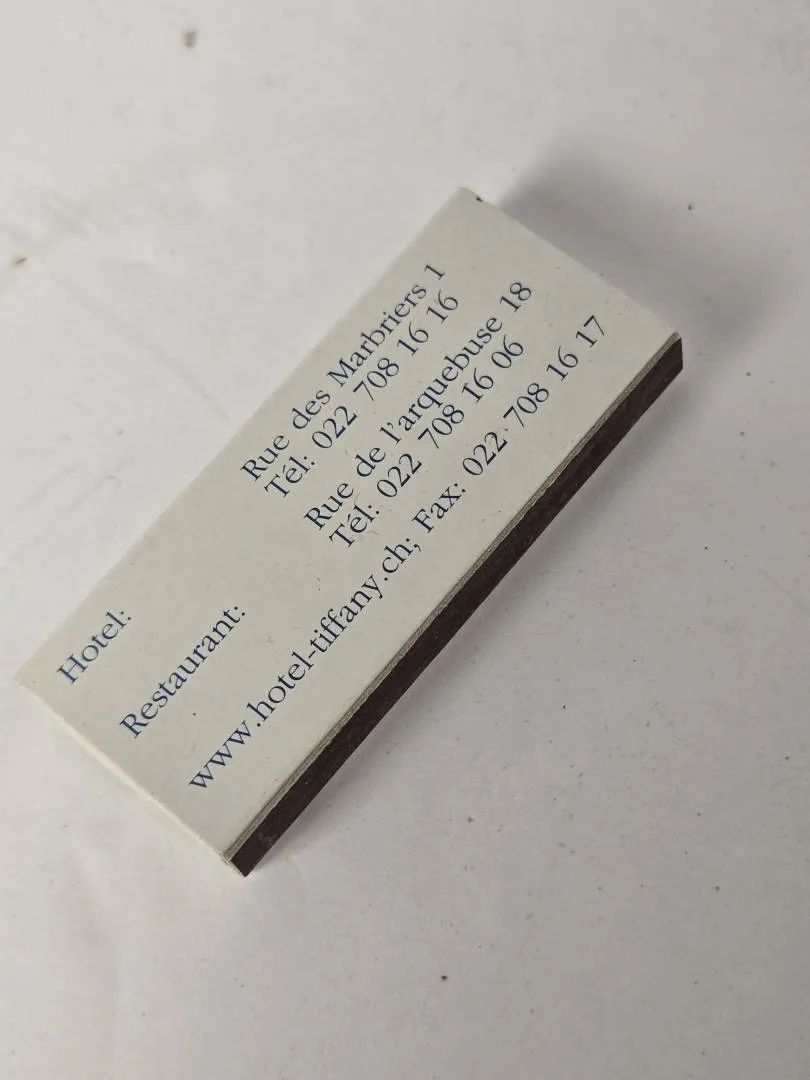 Hotel: Rue des Marbriers 1
Tél: 022 708 16 16
Restaurant: Rue de l'arquebuse 18
Tél: 022 708 16 06
www.hotel-tiffany.ch; Fax: 022 708 16 17